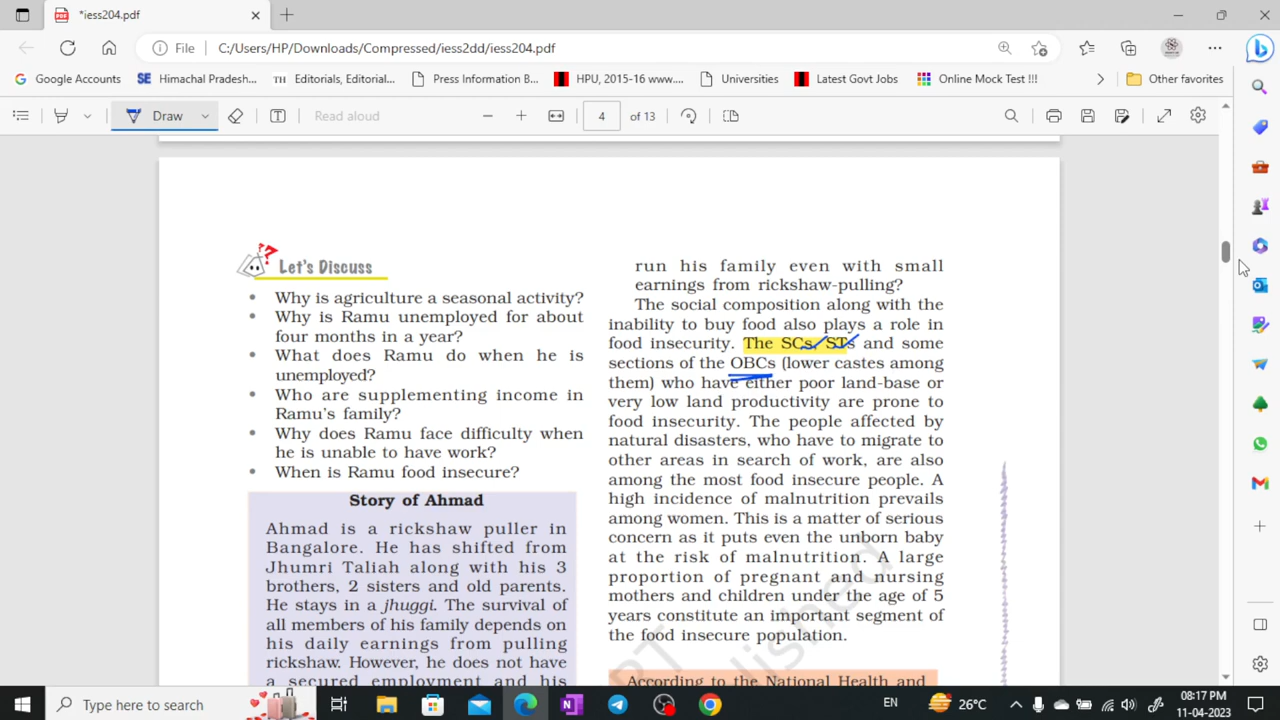 *iess204.pdf
File
C:/Users/HP/Downloads/Compressed/iess2dd/iess204.pdf
Google Accounts
SE Himachal Pradesh...
TH Editorials, Editorial...
Press Information B...
HPU, 2015-16 www....
Universities
Latest Govt Jobs
Online Mock Test !!!
Other favorites
Draw
Read aloud
4 of 13
Let's Discuss
• Why is agriculture a seasonal activity?
• Why is Ramu unemployed for about
four months in a year?
• What does Ramu do when he is
unemployed?
• Who are supplementing income in
Ramu's family?
• Why does Ramu face difficulty when
he is unable to have work?
• When is Ramu food insecure?
Story of Ahmad
Ahmad is a rickshaw puller in
Bangalore. He has shifted from
Jhumri Taliah along with his 3
brothers, 2 sisters and old parents.
He stays in a jhuggi. The survival of
all members of his family depends on
his daily earnings from pulling
rickshaw. However, he does not have
a secured employment and his
run his family even with small
earnings from rickshaw-pulling?
The social composition along with the
inability to buy food also plays a role in
food insecurity. The SCs, STs and some
sections of the OBCs (lower castes among
them) who have either poor land-base or
very low land productivity are prone to
food insecurity. The people affected by
natural disasters, who have to migrate to
other areas in search of work, are also
among the most food insecure people. A
high incidence of malnutrition prevails
among women. This is a matter of serious
concern as it puts even the unborn baby
at the risk of malnutrition. A large
proportion of pregnant and nursing
mothers and children under the age of 5
years constitute an important segment of
the food insecure population.
According to the National Health and
Type here to search
26°C
EN
08:17 PM
11-04-2023